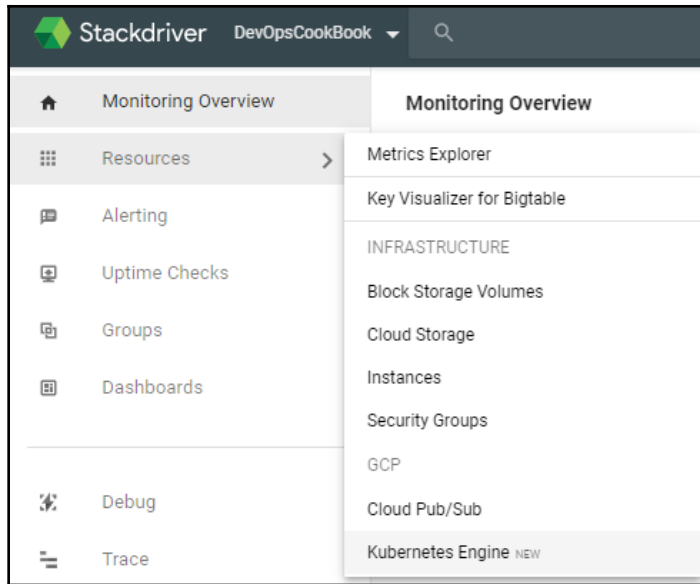 Stackdriver DevOpsCookBook
Monitoring Overview
Resources
Alerting
Uptime Checks
Groups
Dashboards
Debug
Trace
Monitoring Overview
Metrics Explorer
Key Visualizer for Bigtable
INFRASTRUCTURE
Block Storage Volumes
Cloud Storage
Instances
Security Groups
GCP
Cloud Pub/Sub
Kubernetes Engine NEW